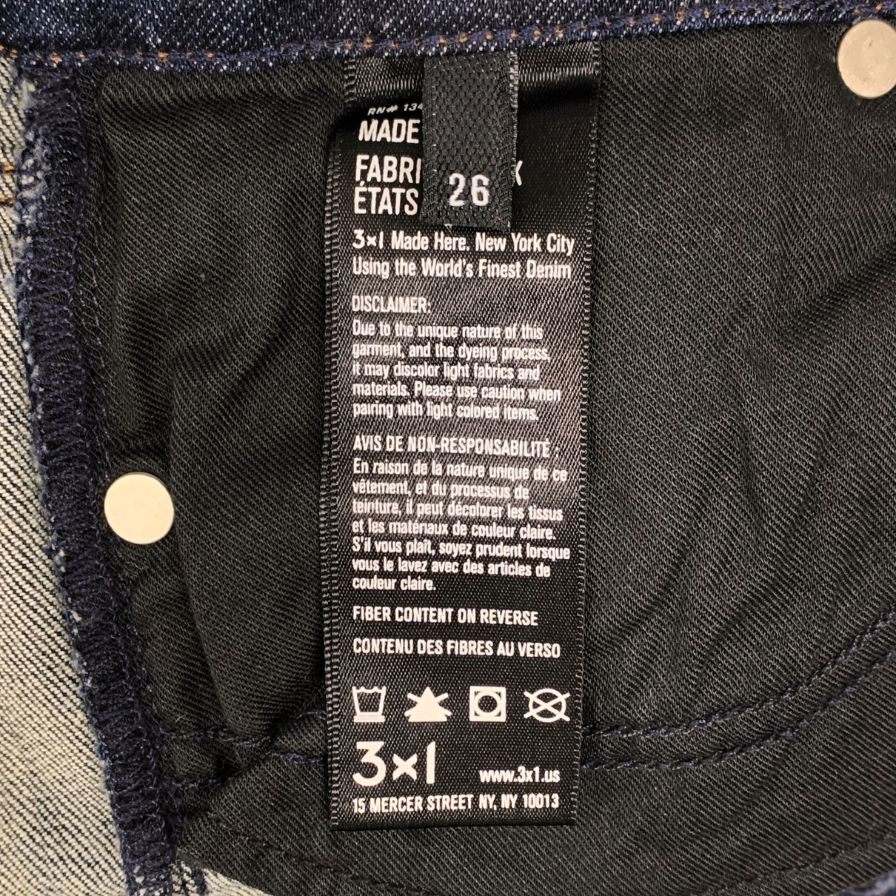 RN# 134
MADE
FABRI X
ÉTATS
26
3×1 Made Here. New York City
Using the World's Finest Denim
DISCLAIMER:
Due to the unique nature of this
garment, and the dyeing process,
it may discolor light fabrics and
materials. Please use caution when
pairing with light colored items.
AVIS DE NON-RESPONSABILITÉ :
En raison de la nature unique de ce
vêtement, et du processus de
teinture, il peut décolorer les tissus
et les matériaux de couleur claire.
S'il vous plaît, soyez prudent lorsque
vous le lavez avec des articles de
couleur claire.
FIBER CONTENT ON REVERSE
CONTENU DES FIBRES AU VERSO
3×1 www.3x1.us
15 MERCER STREET NY, NY 10013